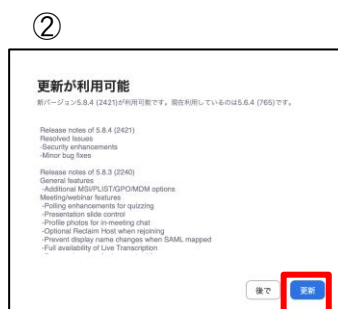 ②
更新が利用可能
新バージョン5.8.4 (2421)が利用可能です。現在利用しているのは5.6.4 (765)です。
Release notes of 5.8.4 (2421)
Resolved Issues
-Security enhancements
-Minor bug fixes
Release notes of 5.8.3 (2240)
General features
-Additional MSI/PLIST/GPO/MDM options
Meeting/webinar features
-Polling enhancements for quizzing
-Presentation slide control
-Profile photos for in-meeting chat
-Optional Reclaim Host when rejoining
-Prevent display name changes when SAML mapped
-Full availability of Live Transcription
後で
更新